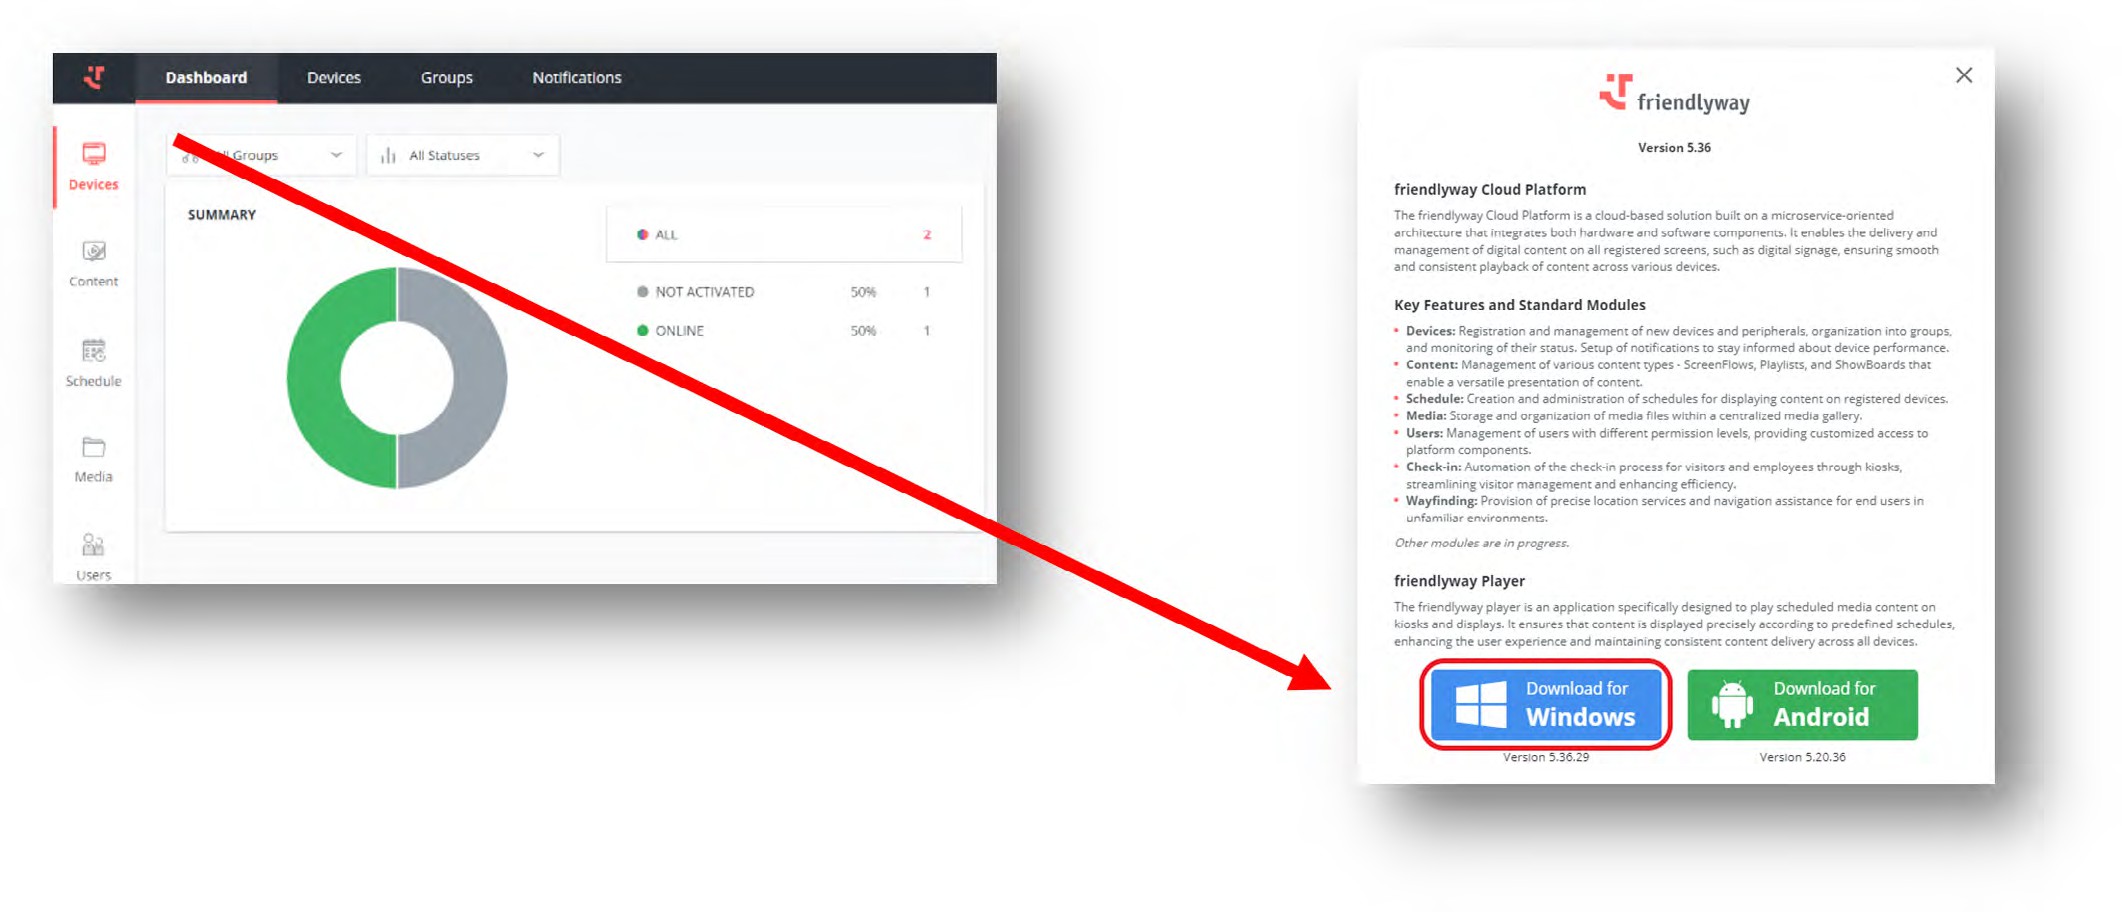 Dashboard Devices Groups Notifications
Groups
All Statuses
Devices
Content
Schedule
Media
Users
SUMMARY
ALL 2
NOT ACTIVATED 50% 1
ONLINE 50% 1
friendlyway
Version 5.36
friendlyway Cloud Platform
The friendlyway Cloud Platform is a cloud-based solution built on a microservice-oriented
architecture that integrates both hardware and software components. It enables the delivery and
management of digital content on all registered screens, such as digital signage, ensuring smooth
and consistent playback of content across various devices.
Key Features and Standard Modules
• Devices: Registration and management of new devices and peripherals, organization into groups,
and monitoring of their status. Setup of notifications to stay informed about device performance.
• Content: Management of various content types - ScreenFlows, Playlists, and ShowBoards that
enable a versatile presentation of content.
• Schedule: Creation and administration of schedules for displaying content on registered devices.
• Media: Storage and organization of media files within a centralized media gallery.
• Users: Management of users with different permission levels, providing customized access to
platform components.
• Check-in: Automation of the check-in process for visitors and employees through kiosks,
streamlining visitor management and enhancing efficiency.
• Wayfinding: Provision of precise location services and navigation assistance for end users in
unfamiliar environments.
Other modules are in progress.
friendlyway Player
The friendlyway player is an application specifically designed to play scheduled media content on
kiosks and displays. It ensures that content is displayed precisely according to predefined schedules,
enhancing the user experience and maintaining consistent content delivery across all devices.
Download for
Windows
Version 5.36.29
Download for
Android
Version 5.20.36